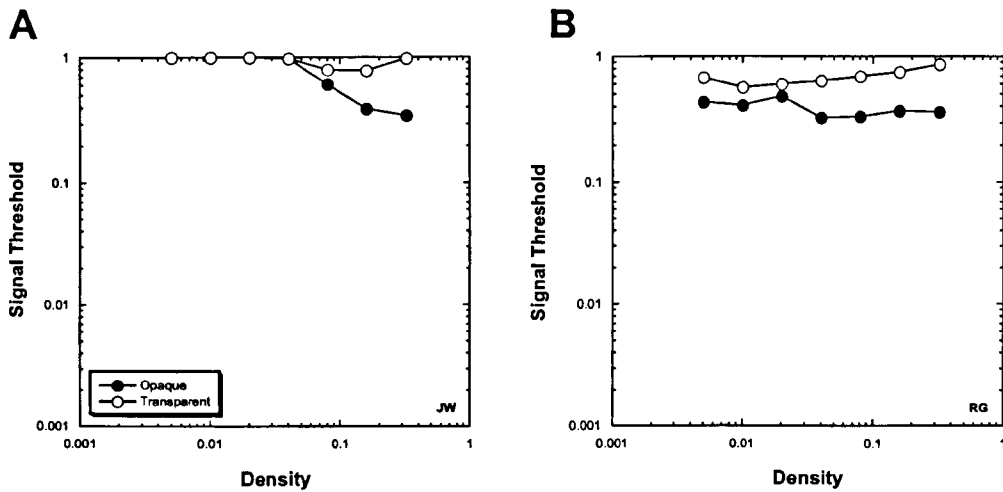 A
B
1
0.1
0.01
0.001
Signal Threshold
Opaque
Transparent
JW
0.001
0.01
0.1
1
Density
1
0.1
0.01
0.001
Signal Threshold
RG
0.001
0.01
0.1
1
Density